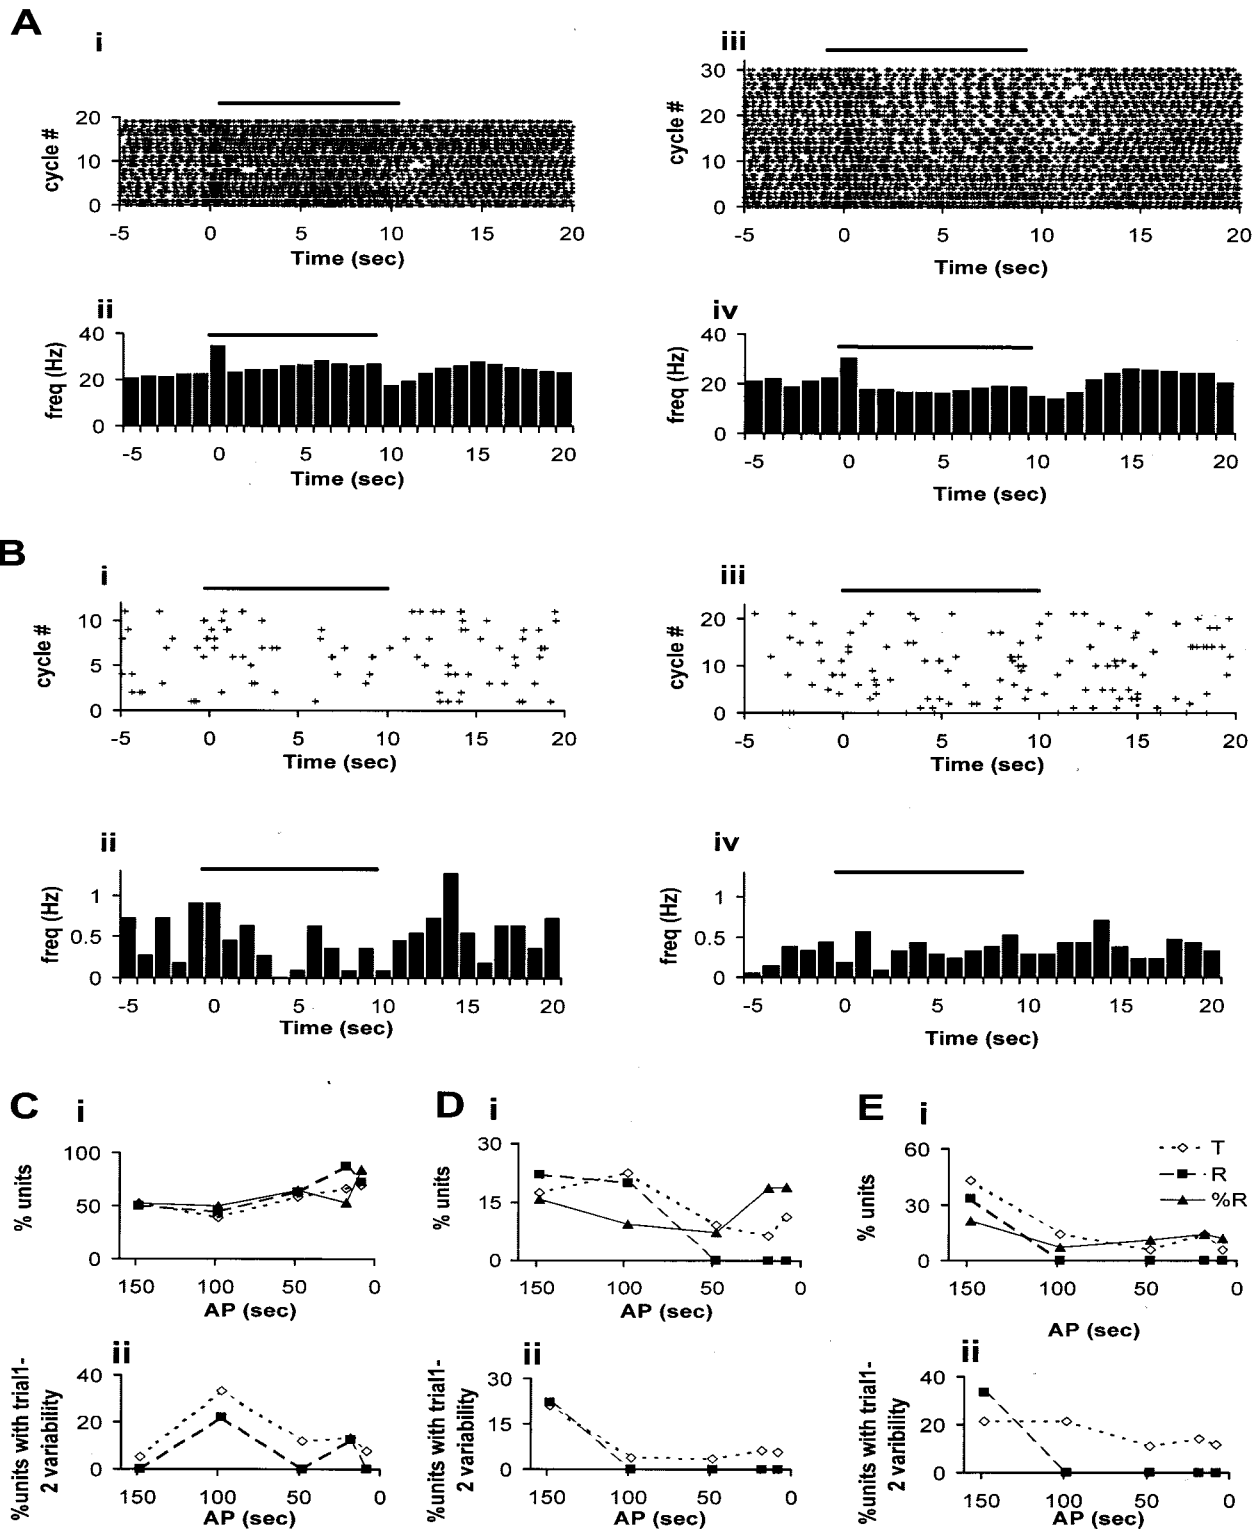 A
i
iii
cycle #
20
10
0
-5 0 5 10 15 20
Time (sec)
cycle #
30
20
10
0
-5 0 5 10 15 20
Time (sec)
ii
iv
freq (Hz)
40
20
0
-5 0 5 10 15 20
Time (sec)
freq (Hz)
40
20
0
-5 0 5 10 15 20
Time (sec)
B
i
iii
cycle #
10
5
0
-5 0 5 10 15 20
Time (sec)
cycle #
20
10
0
-5 0 5 10 15 20
Time (sec)
ii
iv
freq (Hz)
1
0.5
0
-5 0 5 10 15 20
Time (sec)
freq (Hz)
1
0.5
0
-5 0 5 10 15 20
Time (sec)
C i
% units
100
50
0
150 100 50 0
AP (sec)
ii
%units with trial1-
2 variability
40
20
0
150 100 50 0
AP (sec)
D i
% units
30
15
0
150 100 50 0
AP (sec)
ii
%units with trial1-
2 variability
30
15
0
150 100 50 0
AP (sec)
E i
% units
60
30
0
150 100 50 0
AP (sec)
T
R
%R
ii
%units with trial1-
2 varibility
40
20
0
150 100 50 0
AP (sec)